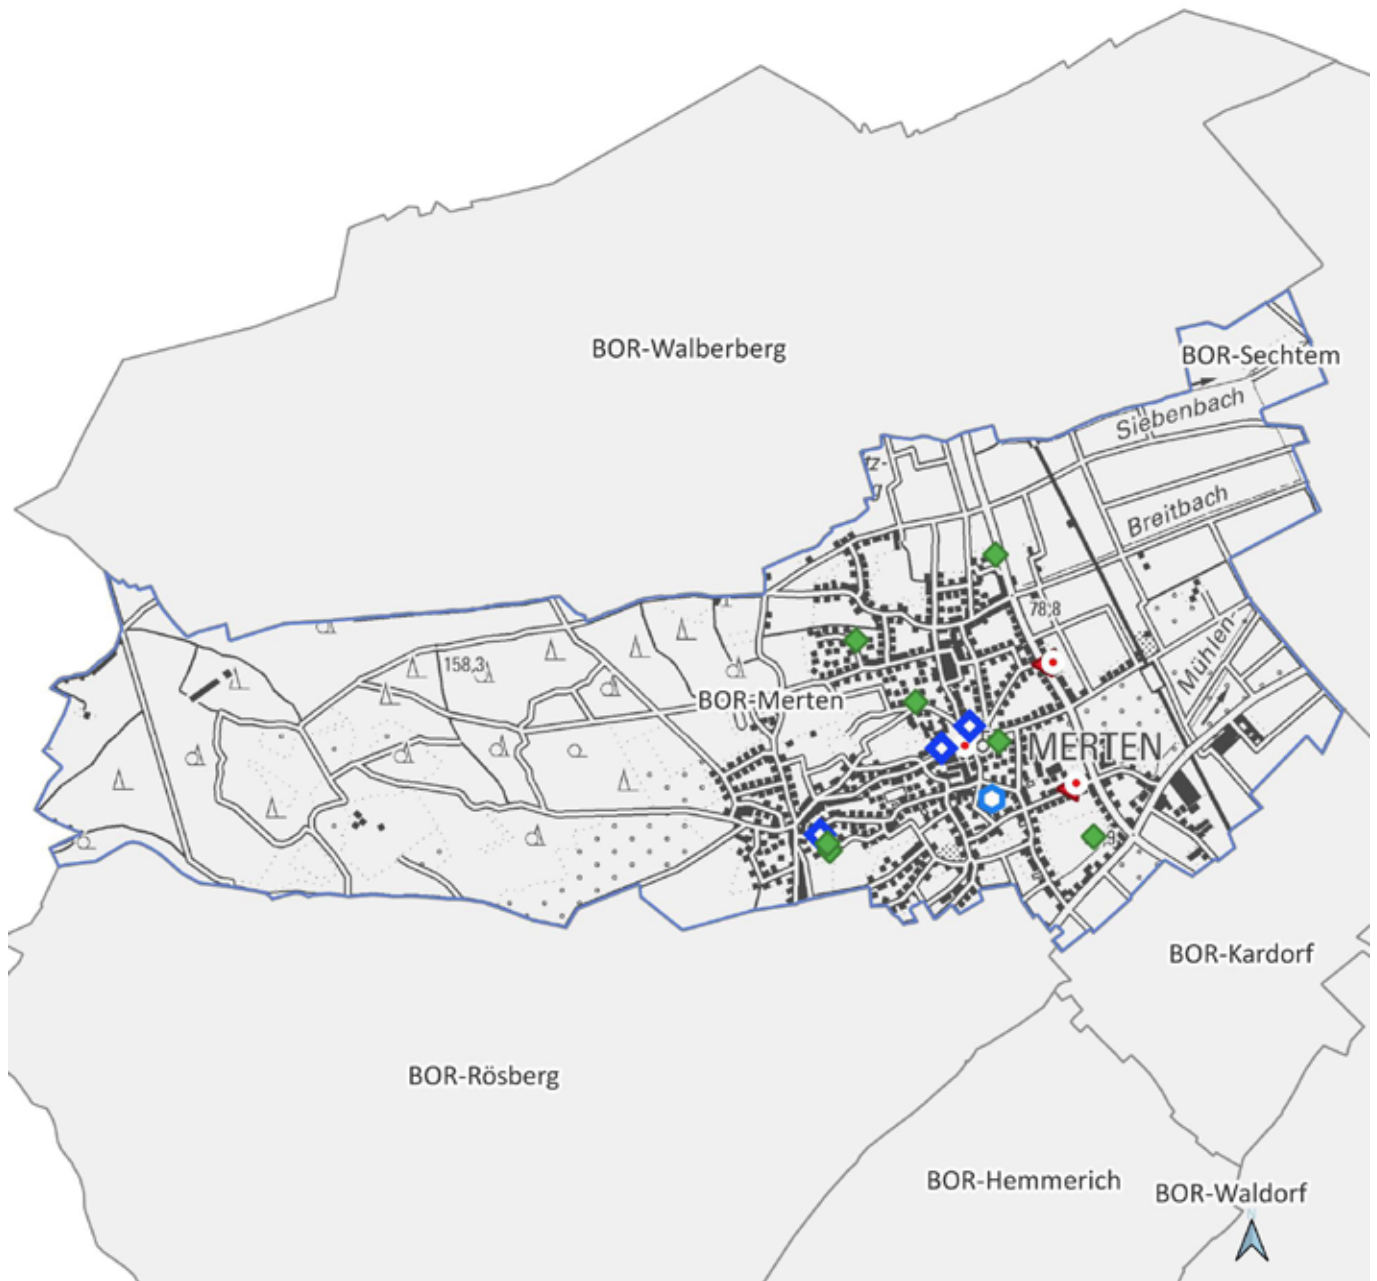 BOR-Walberberg
BOR-Sechtem
Siebenbach
tz-
Breitbach
78,8
Mühlen-
158,3
BOR-Merten
MERTEN
BOR-Kardorf
BOR-Rösberg
BOR-Hemmerich
BOR-Waldorf
N